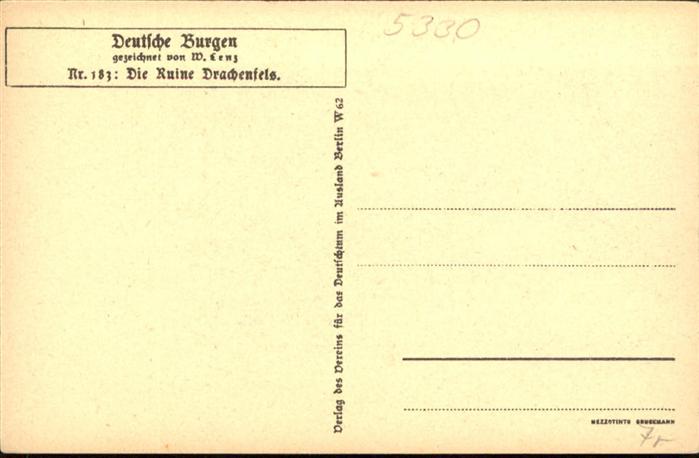 Deutsche Burgen
gezeichnet von W. Lenz
Nr. 183: Die Ruine Drachenfels.
5330
Verlag des Vereins für das Deutschtum im Ausland Berlin W 62
MEZZOTINTO BRUCKMANN